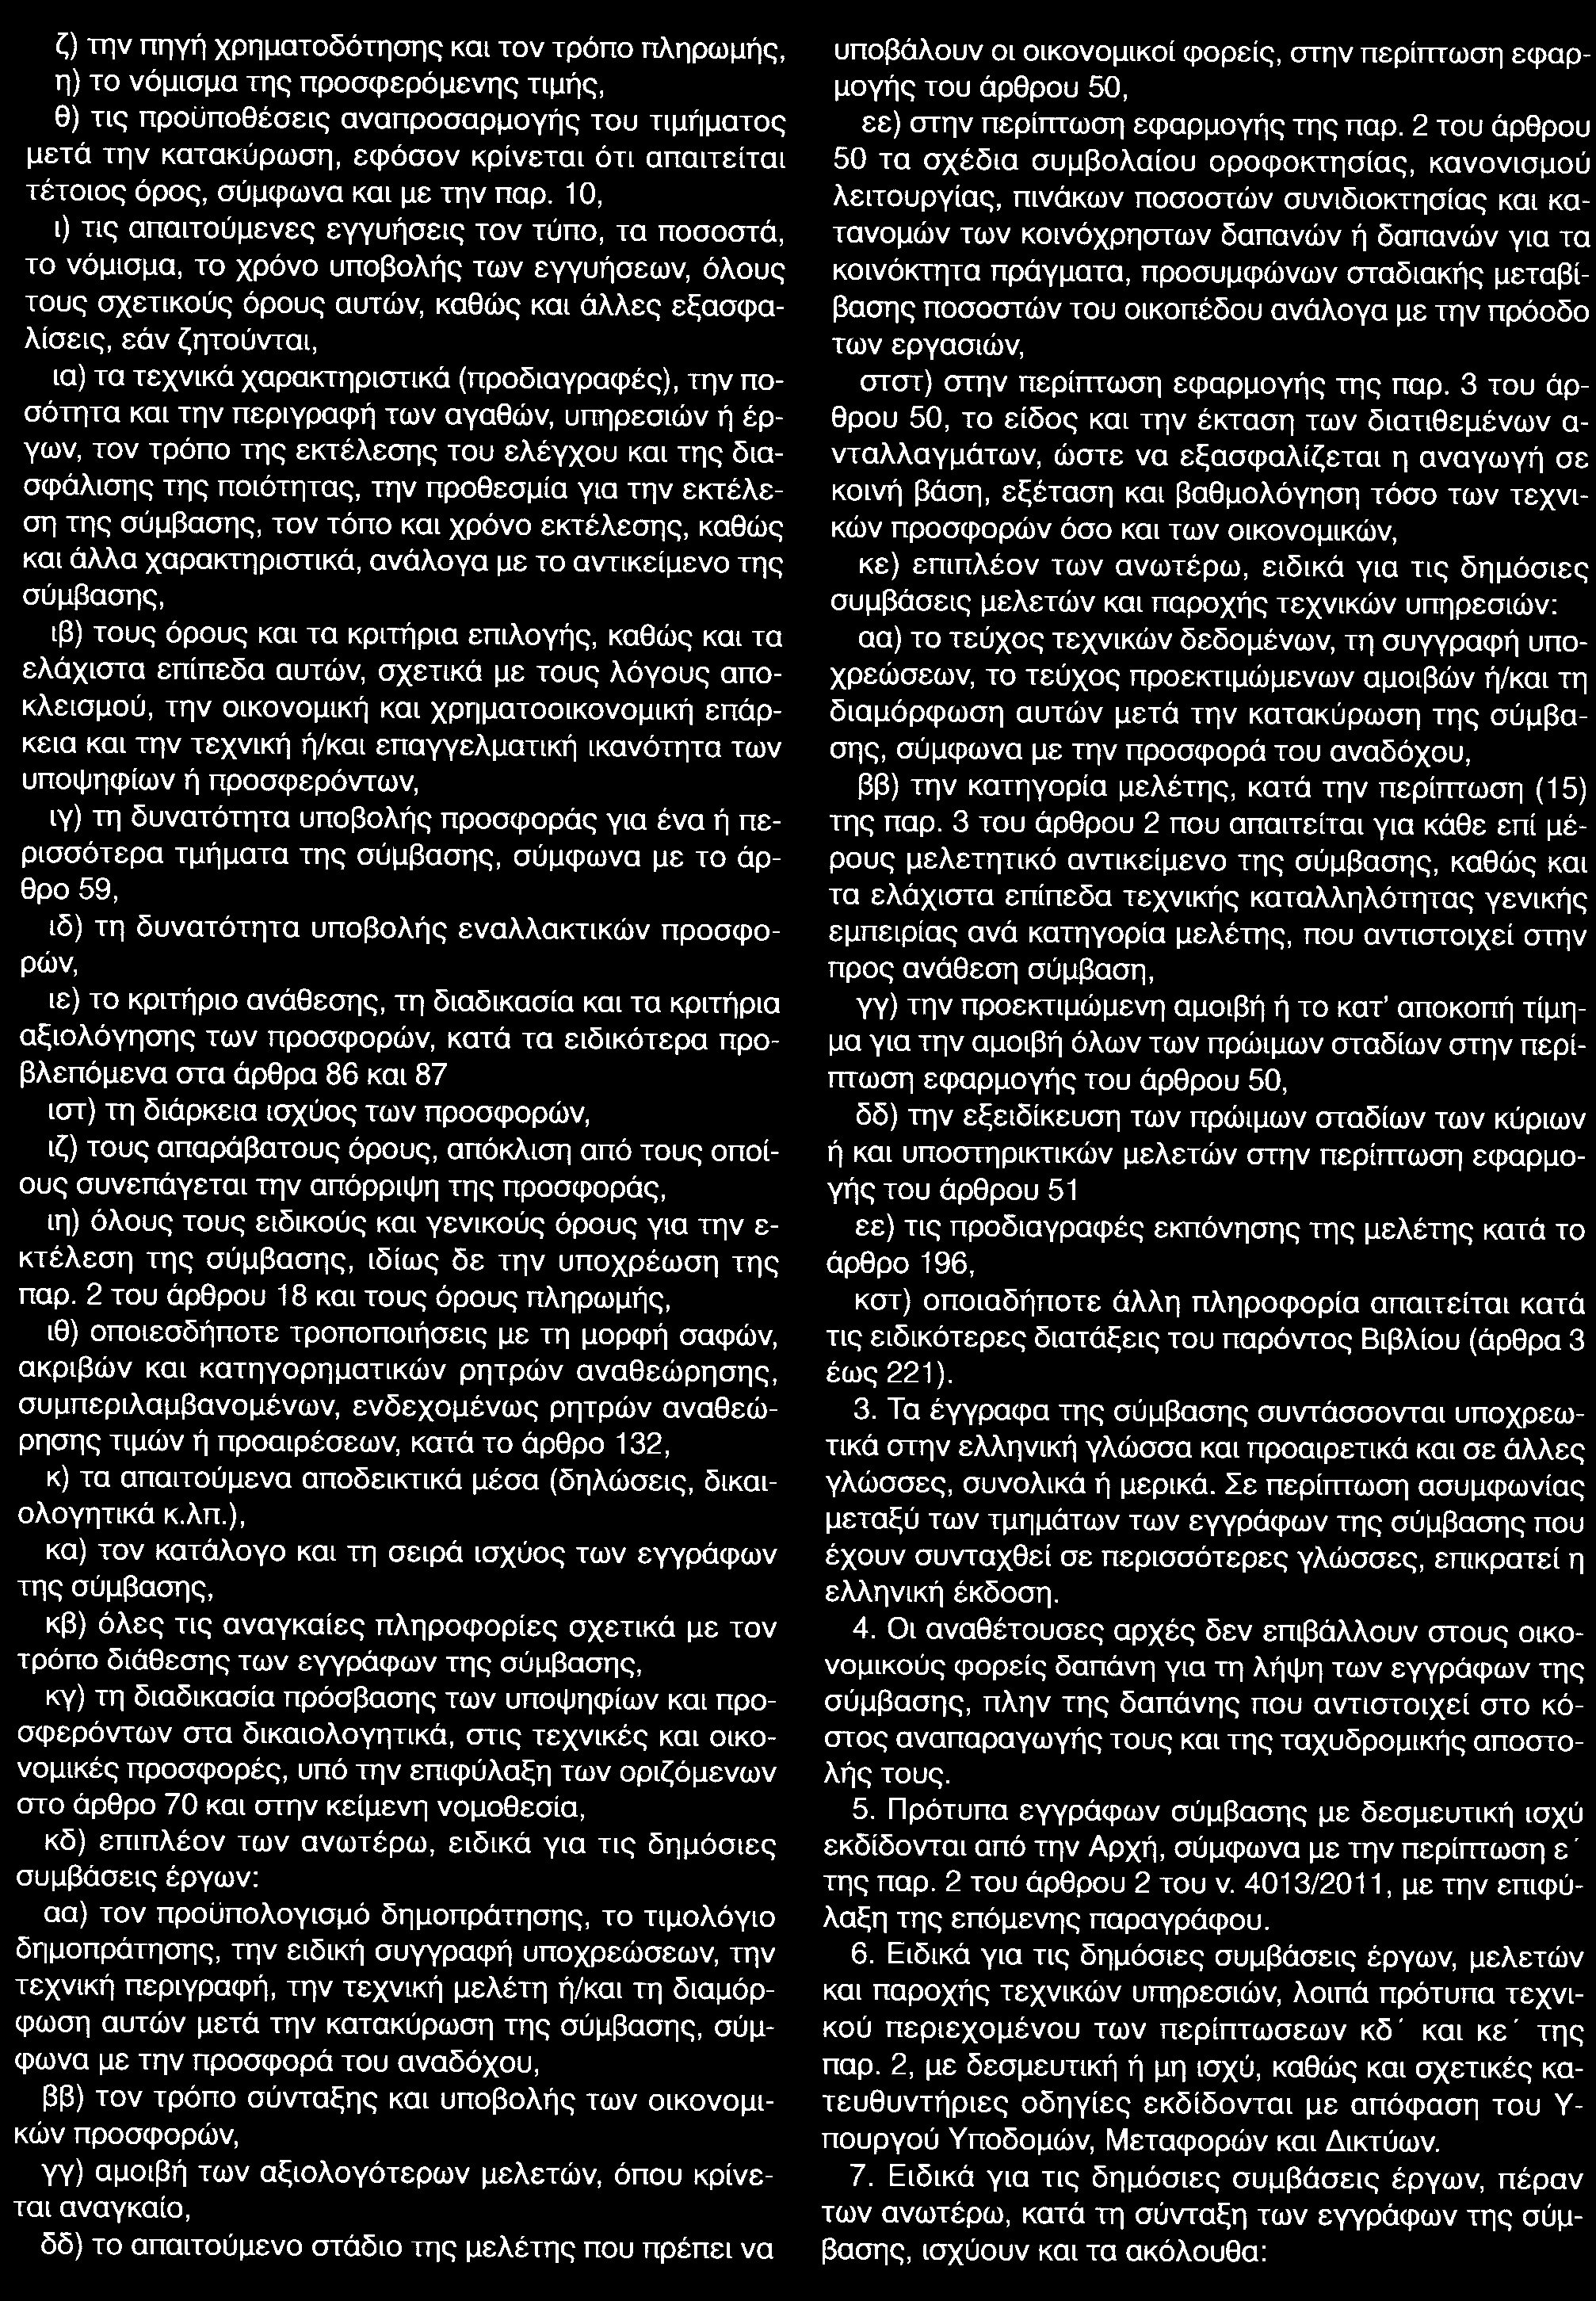 ζ) την πηγή χρηματοδότησης και τον τρόπο πληρωμής,
η) το νόμισμα της προσφερόμενης τιμής,
θ) τις προϋποθέσεις αναπροσαρμογής του τιμήματος
μετά την κατακύρωση, εφόσον κρίνεται ότι απαιτείται
τέτοιος όρος, σύμφωνα και με την παρ. 10,
ι) τις απαιτούμενες εγγυήσεις τον τύπο, τα ποσοστά,
το νόμισμα, το χρόνο υποβολής των εγγυήσεων, όλους
τους σχετικούς όρους αυτών, καθώς και άλλες εξασφα-
λίσεις, εάν ζητούνται,
ια) τα τεχνικά χαρακτηριστικά (προδιαγραφές), την πο-
σότητα και την περιγραφή των αγαθών, υπηρεσιών ή έρ-
γων, τον τρόπο της εκτέλεσης του ελέγχου και της δια-
σφάλισης της ποιότητας, την προθεσμία για την εκτέλε-
ση της σύμβασης, τον τόπο και χρόνο εκτέλεσης, καθώς
και άλλα χαρακτηριστικά, ανάλογα με το αντικείμενο της
σύμβασης,
ιβ) τους όρους και τα κριτήρια επιλογής, καθώς και τα
ελάχιστα επίπεδα αυτών, σχετικά με τους λόγους απο-
κλεισμού, την οικονομική και χρηματοοικονομική επάρ-
κεια και την τεχνική ή/και επαγγελματική ικανότητα των
υποψηφίων ή προσφερόντων,
ιγ) τη δυνατότητα υποβολής προσφοράς για ένα ή πε-
ρισσότερα τμήματα της σύμβασης, σύμφωνα με το άρ-
θρο 59,
ιδ) τη δυνατότητα υποβολής εναλλακτικών προσφο-
ρών,
ιε) το κριτήριο ανάθεσης, τη διαδικασία και τα κριτήρια
αξιολόγησης των προσφορών, κατά τα ειδικότερα προ-
βλεπόμενα στα άρθρα 86 και 87
ιστ) τη διάρκεια ισχύος των προσφορών,
ιζ) τους απαράβατους όρους, απόκλιση από τους οποί-
ους συνεπάγεται την απόρριψη της προσφοράς,
ιη) όλους τους ειδικούς και γενικούς όρους για την ε-
κτέλεση της σύμβασης, ιδίως δε την υποχρέωση της
παρ. 2 του άρθρου 18 και τους όρους πληρωμής,
ιθ) οποιεσδήποτε τροποποιήσεις με τη μορφή σαφών,
ακριβών και κατηγορηματικών ρητρών αναθεώρησης,
συμπεριλαμβανομένων, ενδεχομένως ρητρών αναθεώ-
ρησης τιμών ή προαιρέσεων, κατά το άρθρο 132,
κ) τα απαιτούμενα αποδεικτικά μέσα (δηλώσεις, δικαι-
ολογητικά κ.λπ.),
κα) τον κατάλογο και τη σειρά ισχύος των εγγράφων
της σύμβασης,
κβ) όλες τις αναγκαίες πληροφορίες σχετικά με τον
τρόπο διάθεσης των εγγράφων της σύμβασης,
κγ) τη διαδικασία πρόσβασης των υποψηφίων και προ-
σφερόντων στα δικαιολογητικά, στις τεχνικές και οικο-
νομικές προσφορές, υπό την επιφύλαξη των οριζόμενων
στο άρθρο 70 και στην κείμενη νομοθεσία,
κδ) επιπλέον των ανωτέρω, ειδικά για τις δημόσιες
συμβάσεις έργων:
αα) τον προϋπολογισμό δημοπράτησης, το τιμολόγιο
δημοπράτησης, την ειδική συγγραφή υποχρεώσεων, την
τεχνική περιγραφή, την τεχνική μελέτη ή/και τη διαμόρ-
φωση αυτών μετά την κατακύρωση της σύμβασης, σύμ-
φωνα με την προσφορά του αναδόχου,
ββ) τον τρόπο σύνταξης και υποβολής των οικονομι-
κών προσφορών,
γγ) αμοιβή των αξιολογότερων μελετών, όπου κρίνε-
ται αναγκαίο,
δδ) το απαιτούμενο στάδιο της μελέτης που πρέπει να
υποβάλουν οι οικονομικοί φορείς, στην περίπτωση εφαρ-
μογής του άρθρου 50,
εε) στην περίπτωση εφαρμογής της παρ. 2 του άρθρου
50 τα σχέδια συμβολαίου οροφοκτησίας, κανονισμού
λειτουργίας, πινάκων ποσοστών συνιδιοκτησίας και κα-
τανομών των κοινόχρηστων δαπανών ή δαπανών για τα
κοινόκτητα πράγματα, προσυμφώνων σταδιακής μεταβί-
βασης ποσοστών του οικοπέδου ανάλογα με την πρόοδο
των εργασιών,
στστ) στην περίπτωση εφαρμογής της παρ. 3 του άρ-
θρου 50, το είδος και την έκταση των διατιθεμένων α-
νταλλαγμάτων, ώστε να εξασφαλίζεται η αναγωγή σε
κοινή βάση, εξέταση και βαθμολόγηση τόσο των τεχνι-
κών προσφορών όσο και των οικονομικών,
κε) επιπλέον των ανωτέρω, ειδικά για τις δημόσιες
συμβάσεις μελετών και παροχής τεχνικών υπηρεσιών:
αα) το τεύχος τεχνικών δεδομένων, τη συγγραφή υπο-
χρεώσεων, το τεύχος προεκτιμώμενων αμοιβών ή/και τη
διαμόρφωση αυτών μετά την κατακύρωση της σύμβα-
σης, σύμφωνα με την προσφορά του αναδόχου,
ββ) την κατηγορία μελέτης, κατά την περίπτωση (15)
της παρ. 3 του άρθρου 2 που απαιτείται για κάθε επί μέ-
ρους μελετητικό αντικείμενο της σύμβασης, καθώς και
τα ελάχιστα επίπεδα τεχνικής καταλληλότητας γενικής
εμπειρίας ανά κατηγορία μελέτης, που αντιστοιχεί στην
προς ανάθεση σύμβαση,
γγ) την προεκτιμώμενη αμοιβή ή το κατ’ αποκοπή τίμη-
μα για την αμοιβή όλων των πρώιμων σταδίων στην περί-
πτωση εφαρμογής του άρθρου 50,
δδ) την εξειδίκευση των πρώιμων σταδίων των κύριων
ή και υποστηρικτικών μελετών στην περίπτωση εφαρμο-
γής του άρθρου 51
εε) τις προδιαγραφές εκπόνησης της μελέτης κατά το
άρθρο 196,
κστ) οποιαδήποτε άλλη πληροφορία απαιτείται κατά
τις ειδικότερες διατάξεις του παρόντος Βιβλίου (άρθρα 3
έως 221).
3. Τα έγγραφα της σύμβασης συντάσσονται υποχρεω-
τικά στην ελληνική γλώσσα και προαιρετικά και σε άλλες
γλώσσες, συνολικά ή μερικά. Σε περίπτωση ασυμφωνίας
μεταξύ των τμημάτων των εγγράφων της σύμβασης που
έχουν συνταχθεί σε περισσότερες γλώσσες, επικρατεί η
ελληνική έκδοση.
4. Οι αναθέτουσες αρχές δεν επιβάλλουν στους οικο-
νομικούς φορείς δαπάνη για τη λήψη των εγγράφων της
σύμβασης, πλην της δαπάνης που αντιστοιχεί στο κό-
στος αναπαραγωγής τους και της ταχυδρομικής αποστο-
λής τους.
5. Πρότυπα εγγράφων σύμβασης με δεσμευτική ισχύ
εκδίδονται από την Αρχή, σύμφωνα με την περίπτωση ε΄
της παρ. 2 του άρθρου 2 του ν. 4013/2011, με την επιφύ-
λαξη της επόμενης παραγράφου.
6. Ειδικά για τις δημόσιες συμβάσεις έργων, μελετών
και παροχής τεχνικών υπηρεσιών, λοιπά πρότυπα τεχνι-
κού περιεχομένου των περίπτωσεων κδ΄ και κε΄ της
παρ. 2, με δεσμευτική ή μη ισχύ, καθώς και σχετικές κα-
τευθυντήριες οδηγίες εκδίδονται με απόφαση του Υ-
πουργού Υποδομών, Μεταφορών και Δικτύων.
7. Ειδικά για τις δημόσιες συμβάσεις έργων, πέραν
των ανωτέρω, κατά τη σύνταξη των εγγράφων της σύμ-
βασης, ισχύουν και τα ακόλουθα: